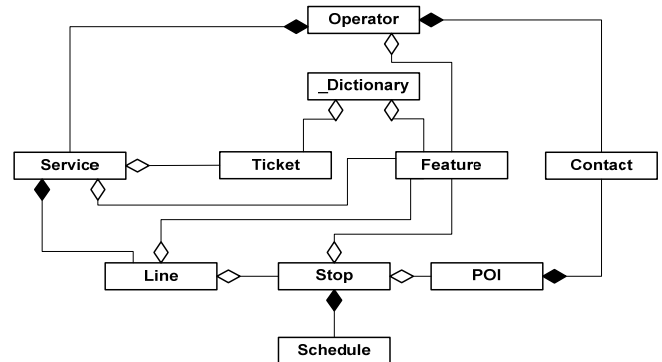 Operator
_Dictionary
Service
Ticket
Feature
Contact
Line
Stop
POI
Schedule